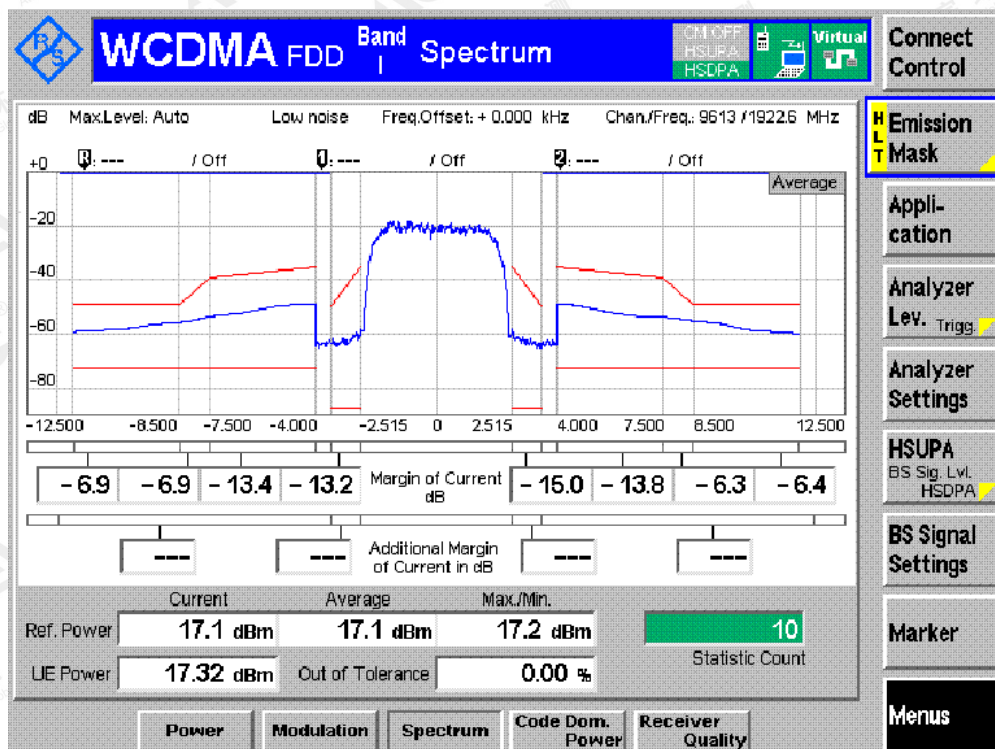 R/S
WCDMA FDD Band I Spectrum
HSUPA
HSDPA
Virtual
Connect Control
dB Max.Level: Auto Low noise Freq.Offset: + 0.000 kHz Chan./Freq.: 9613 /1922.6 MHz
R: --- / Off 1: --- / Off 2: --- / Off
Average
+0
-20
-40
-60
-80
-12.500 -8.500 -7.500 -4.000 -2.515 0 2.515 4.000 7.500 8.500 12.500
- 6.9 - 6.9 - 13.4 - 13.2 Margin of Current dB - 15.0 - 13.8 - 6.3 - 6.4
--- --- Additional Margin of Current in dB --- ---
Current Average Max./Min.
Ref. Power 17.1 dBm 17.1 dBm 17.2 dBm 10
Statistic Count
UE Power 17.32 dBm Out of Tolerance 0.00 %
HLT
Emission Mask
Appli-
cation
Analyzer
Lev. Trigg.
Analyzer
Settings
HSUPA
BS Sig. Lvl.
HSDPA
BS Signal
Settings
Marker
Menus
Power Modulation Spectrum Code Dom. Power Receiver Quality